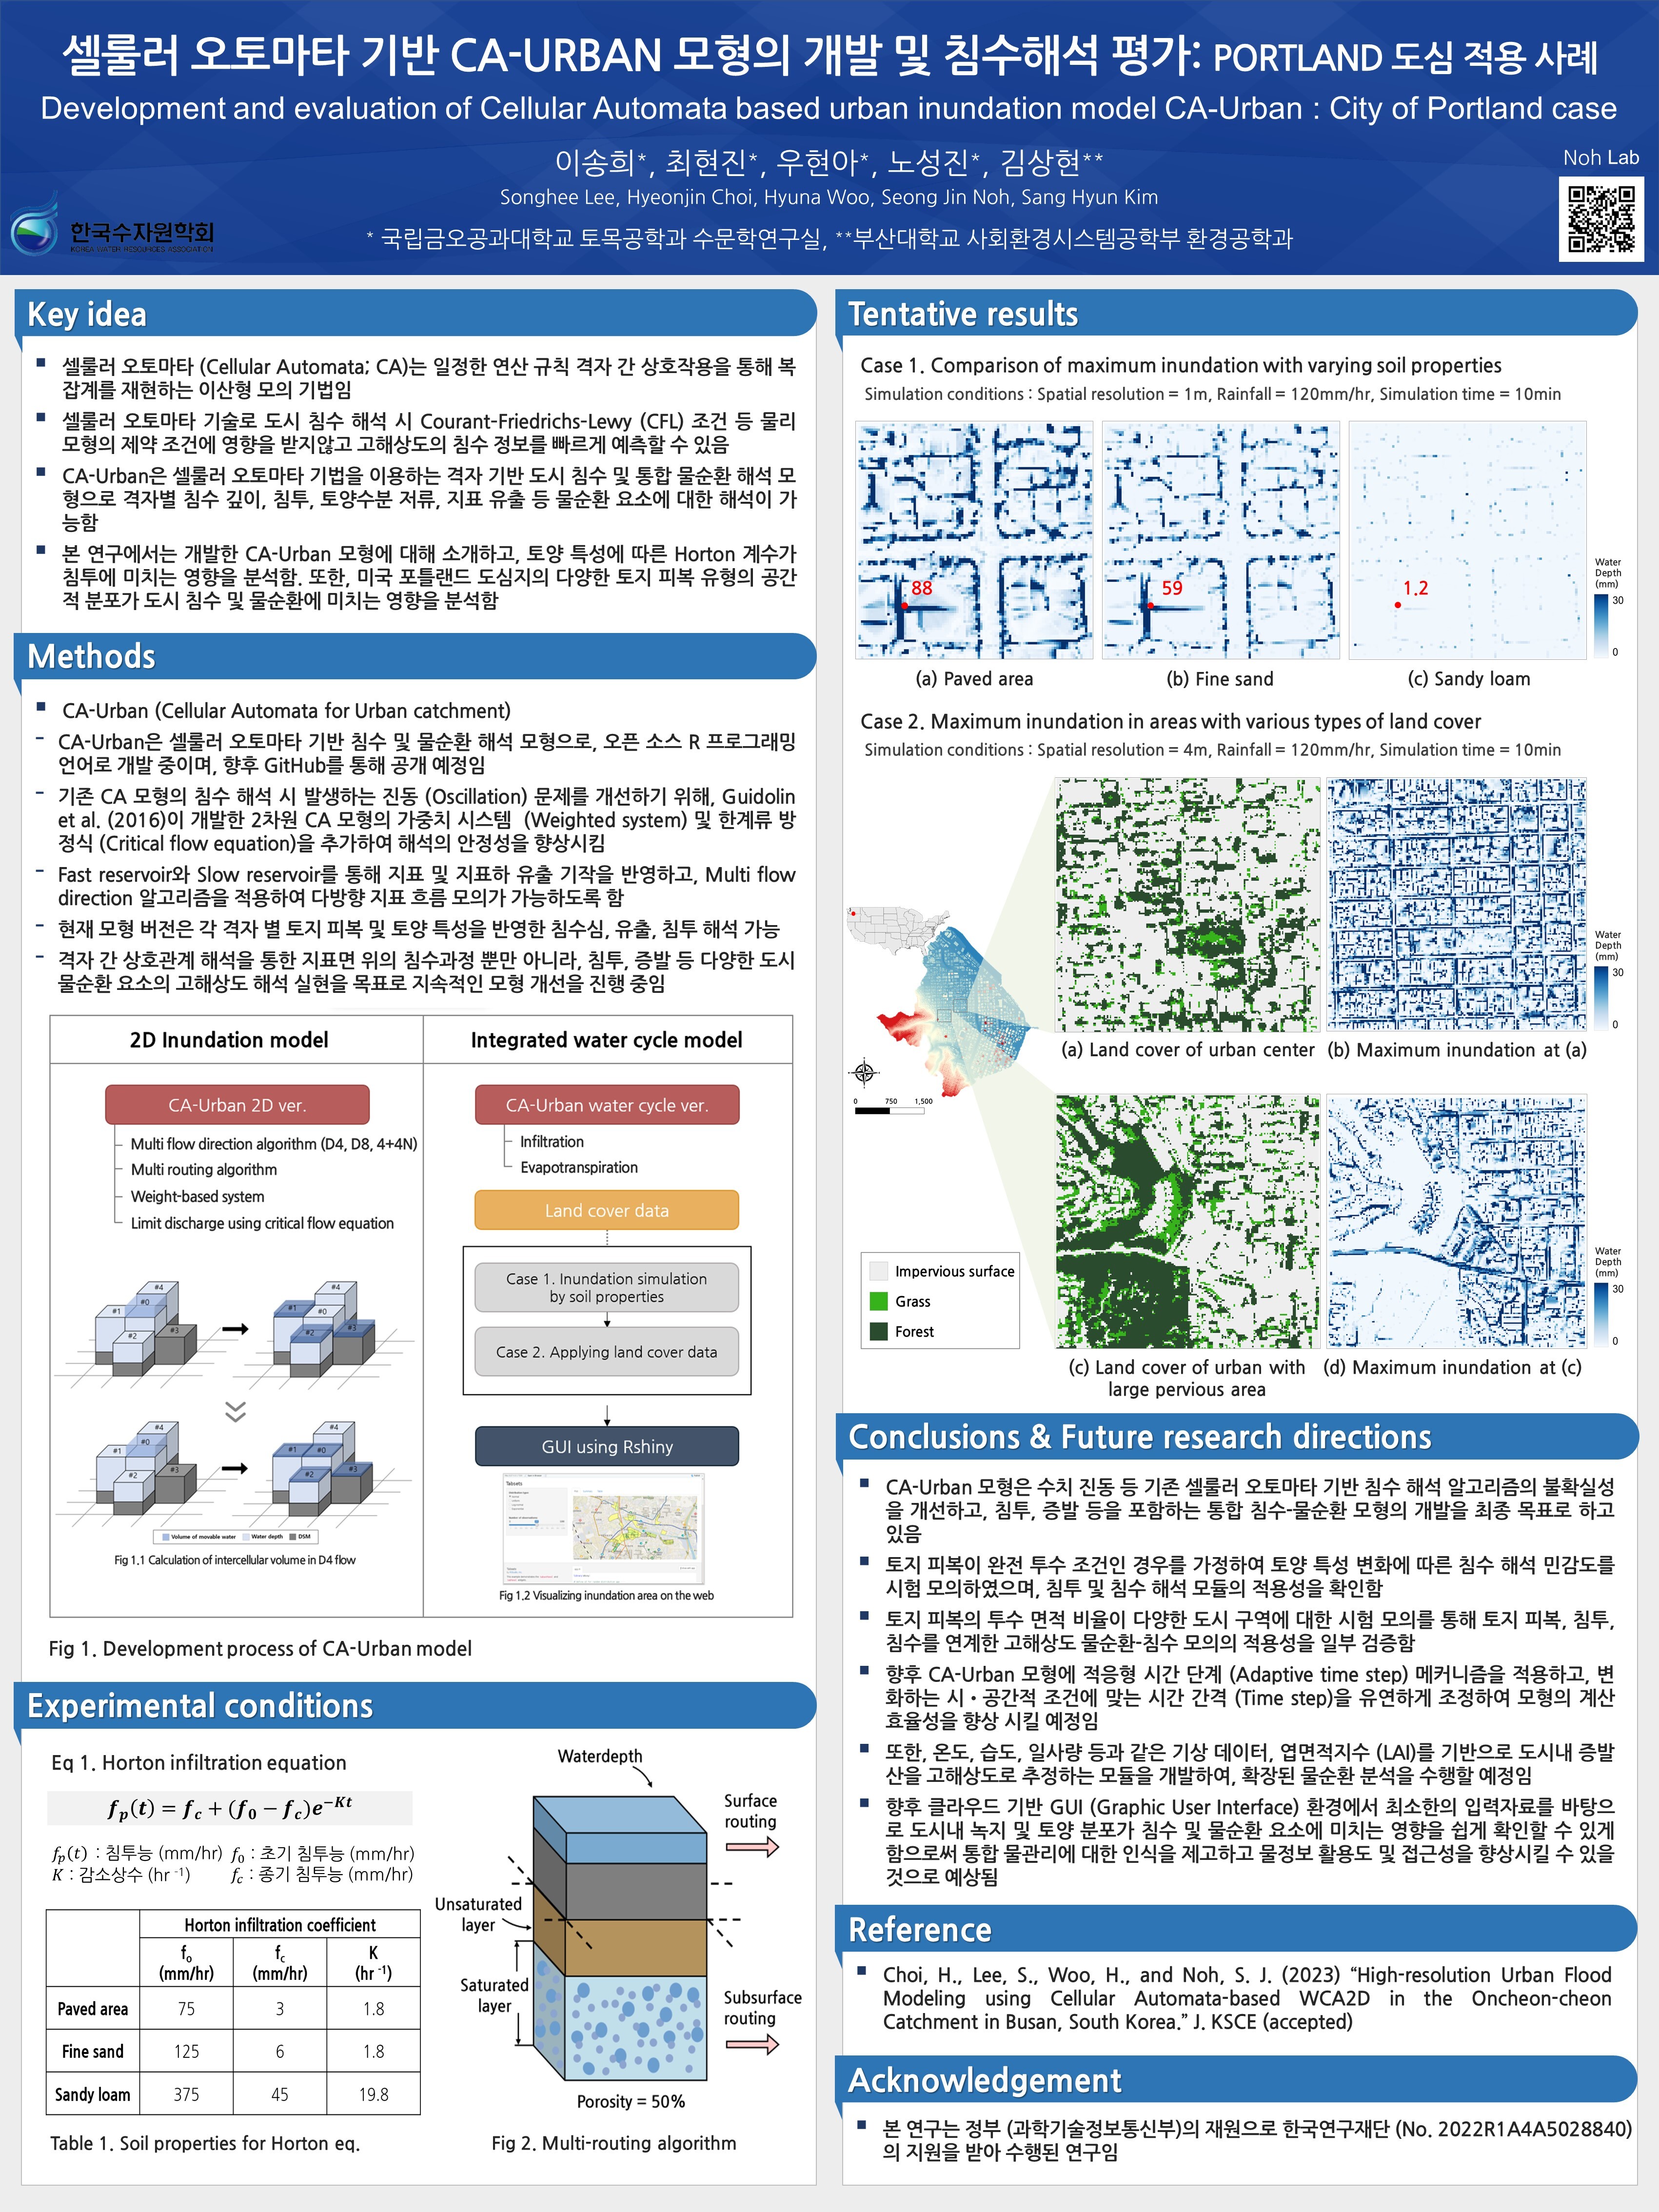 셀룰러 오토마타 기반 CA-URBAN 모형의 개발 및 침수해석 평가: PORTLAND 도심 적용 사례
Development and evaluation of Cellular Automata based urban inundation model CA-Urban : City of Portland case
이송희*, 최현진*, 우현아*, 노성진*, 김상현**
Songhee Lee, Hyeonjin Choi, Hyuna Woo, Seong Jin Noh, Sang Hyun Kim
* 국립금오공과대학교 토목공학과 수문학연구실, **부산대학교 사회환경시스템공학부 환경공학과
한국수자원학회
KOREA WATER RESOURCES ASSOCIATION
Noh Lab
Key idea
■ 셀룰러 오토마타 (Cellular Automata; CA)는 일정한 연산 규칙 격자 간 상호작용을 통해 복
잡계를 재현하는 이산형 모의 기법임
■ 셀룰러 오토마타 기술로 도시 침수 해석 시 Courant-Friedrichs-Lewy (CFL) 조건 등 물리
모형의 제약 조건에 영향을 받지않고 고해상도의 침수 정보를 빠르게 예측할 수 있음
■ CA-Urban은 셀룰러 오토마타 기법을 이용하는 격자 기반 도시 침수 및 통합 물순환 해석 모
형으로 격자별 침수 깊이, 침투, 토양수분 저류, 지표 유출 등 물순환 요소에 대한 해석이 가
능함
■ 본 연구에서는 개발한 CA-Urban 모형에 대해 소개하고, 토양 특성에 따른 Horton 계수가
침투에 미치는 영향을 분석함. 또한, 미국 포틀랜드 도심지의 다양한 토지 피복 유형의 공간
적 분포가 도시 침수 및 물순환에 미치는 영향을 분석함
Methods
■ CA-Urban (Cellular Automata for Urban catchment)
- CA-Urban은 셀룰러 오토마타 기반 침수 및 물순환 해석 모형으로, 오픈 소스 R 프로그래밍
언어로 개발 중이며, 향후 GitHub를 통해 공개 예정임
- 기존 CA 모형의 침수 해석 시 발생하는 진동 (Oscillation) 문제를 개선하기 위해, Guidolin
et al. (2016)이 개발한 2차원 CA 모형의 가중치 시스템 (Weighted system) 및 한계류 방
정식 (Critical flow equation)을 추가하여 해석의 안정성을 향상시킴
- Fast reservoir와 Slow reservoir를 통해 지표 및 지표하 유출 기작을 반영하고, Multi flow
direction 알고리즘을 적용하여 다방향 지표 흐름 모의가 가능하도록 함
- 현재 모형 버전은 각 격자 별 토지 피복 및 토양 특성을 반영한 침수심, 유출, 침투 해석 가능
- 격자 간 상호관계 해석을 통한 지표면 위의 침수과정 뿐만 아니라, 침투, 증발 등 다양한 도시
물순환 요소의 고해상도 해석 실현을 목표로 지속적인 모형 개선을 진행 중임
2D Inundation model
CA-Urban 2D ver.
Multi flow direction algorithm (D4, D8, 4+4N)
Multi routing algorithm
Weight-based system
Limit discharge using critical flow equation
#4
#0
#1
#2
#3
#4
#1
#0
#2
#3
#4
#0
#1
#2
#3
#4
#1
#0
#2
#3
Volume of movable water Water depth DSM
Fig 1.1 Calculation of intercellular volume in D4 flow
Integrated water cycle model
CA-Urban water cycle ver.
Infiltration
Evapotranspiration
Land cover data
Case 1. Inundation simulation
by soil properties
Case 2. Applying land cover data
GUI using Rshiny
Fig 1.2 Visualizing inundation area on the web
Fig 1. Development process of CA-Urban model
Experimental conditions
Eq 1. Horton infiltration equation
f_p(t) = f_c + (f_0 − f_c)e^{−Kt}
f_p(t) : 침투능 (mm/hr) f_0 : 초기 침투능 (mm/hr)
K : 감소상수 (hr ⁻¹) f_c : 종기 침투능 (mm/hr)
Horton infiltration coefficient
f_o (mm/hr) f_c (mm/hr) K (hr ⁻¹)
Paved area 75 3 1.8
Fine sand 125 6 1.8
Sandy loam 375 45 19.8
Table 1. Soil properties for Horton eq.
Waterdepth
Surface
routing
Unsaturated
layer
Saturated
layer
Subsurface
routing
Porosity = 50%
Fig 2. Multi-routing algorithm
Tentative results
Case 1. Comparison of maximum inundation with varying soil properties
Simulation conditions : Spatial resolution = 1m, Rainfall = 120mm/hr, Simulation time = 10min
88
59
1.2
Water
Depth
(mm)
30
0
(a) Paved area
(b) Fine sand
(c) Sandy loam
Case 2. Maximum inundation in areas with various types of land cover
Simulation conditions : Spatial resolution = 4m, Rainfall = 120mm/hr, Simulation time = 10min
0 750 1,500
Water
Depth
(mm)
30
0
(a) Land cover of urban center
(b) Maximum inundation at (a)
Impervious surface
Grass
Forest
Water
Depth
(mm)
30
0
(c) Land cover of urban with
large pervious area
(d) Maximum inundation at (c)
Conclusions & Future research directions
■ CA-Urban 모형은 수치 진동 등 기존 셀룰러 오토마타 기반 침수 해석 알고리즘의 불확실성
을 개선하고, 침투, 증발 등을 포함하는 통합 침수-물순환 모형의 개발을 최종 목표로 하고
있음
■ 토지 피복이 완전 투수 조건인 경우를 가정하여 토양 특성 변화에 따른 침수 해석 민감도를
시험 모의하였으며, 침투 및 침수 해석 모듈의 적용성을 확인함
■ 토지 피복의 투수 면적 비율이 다양한 도시 구역에 대한 시험 모의를 통해 토지 피복, 침투,
침수를 연계한 고해상도 물순환-침수 모의의 적용성을 일부 검증함
■ 향후 CA-Urban 모형에 적응형 시간 단계 (Adaptive time step) 메커니즘을 적용하고, 변
화하는 시・공간적 조건에 맞는 시간 간격 (Time step)을 유연하게 조정하여 모형의 계산
효율성을 향상 시킬 예정임
■ 또한, 온도, 습도, 일사량 등과 같은 기상 데이터, 엽면적지수 (LAI)를 기반으로 도시내 증발
산을 고해상도로 추정하는 모듈을 개발하여, 확장된 물순환 분석을 수행할 예정임
■ 향후 클라우드 기반 GUI (Graphic User Interface) 환경에서 최소한의 입력자료를 바탕으
로 도시내 녹지 및 토양 분포가 침수 및 물순환 요소에 미치는 영향을 쉽게 확인할 수 있게
함으로써 통합 물관리에 대한 인식을 제고하고 물정보 활용도 및 접근성을 향상시킬 수 있을
것으로 예상됨
Reference
■ Choi, H., Lee, S., Woo, H., and Noh, S. J. (2023) “High-resolution Urban Flood
Modeling using Cellular Automata-based WCA2D in the Oncheon-cheon
Catchment in Busan, South Korea.” J. KSCE (accepted)
Acknowledgement
■ 본 연구는 정부 (과학기술정보통신부)의 재원으로 한국연구재단 (No. 2022R1A4A5028840)
의 지원을 받아 수행된 연구임